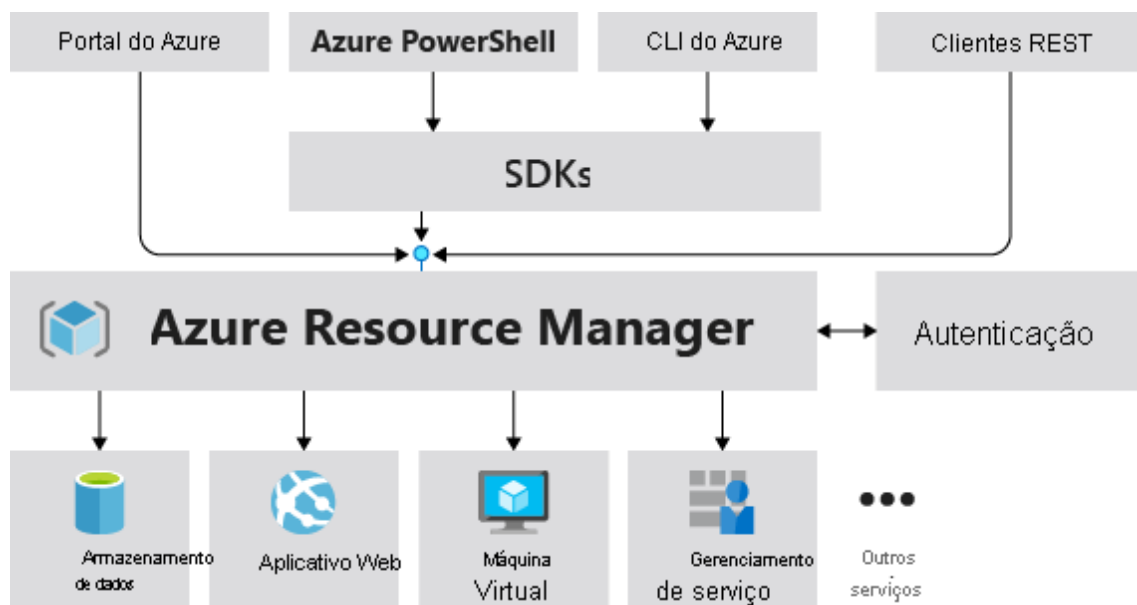 Portal do Azure
Azure PowerShell
CLI do Azure
Clientes REST
SDKs
Azure Resource Manager
Autenticação
Armazenamento
de dados
Aplicativo Web
Máquina
Virtual
Gerenciamento
de serviço
Outros
serviços